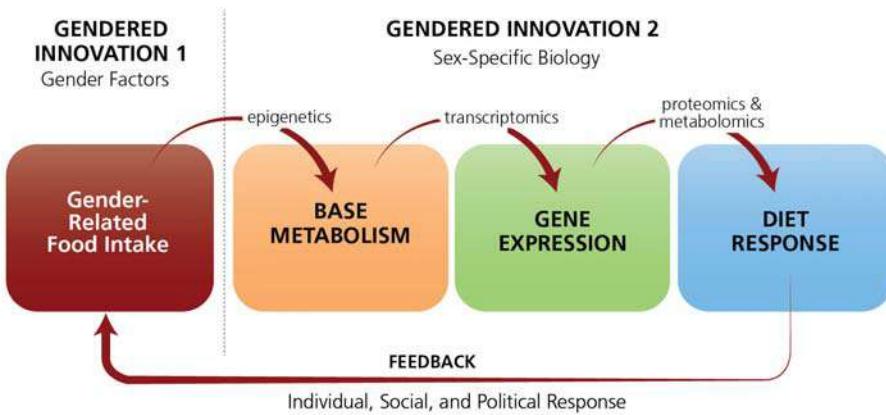 GENDERED
INNOVATION 1
Gender Factors
GENDERED INNOVATION 2
Sex-Specific Biology
epigenetics
transcriptomics
proteomics &
metabolomics
Gender-
Related
Food Intake
BASE
METABOLISM
GENE
EXPRESSION
DIET
RESPONSE
FEEDBACK
Individual, Social, and Political Response